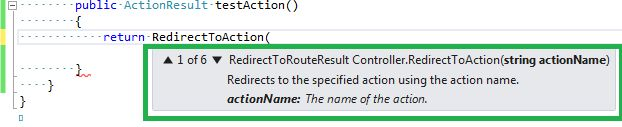 public ActionResult testAction()
{
return RedirectToAction(
▲ 1 of 6 ▼ RedirectToRouteResult Controller.RedirectToAction(string actionName)
Redirects to the specified action using the action name.
actionName: The name of the action.
}
}
}